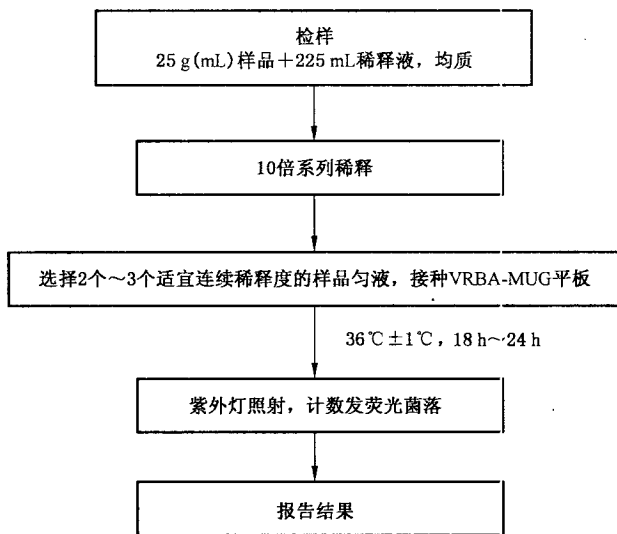 检样
25 g(mL)样品+225 mL稀释液，均质
10倍系列稀释
选择2个～3个适宜连续稀释度的样品匀液，接种VRBA-MUG平板
36℃±1℃，18 h～24 h
紫外灯照射，计数发荧光菌落
报告结果